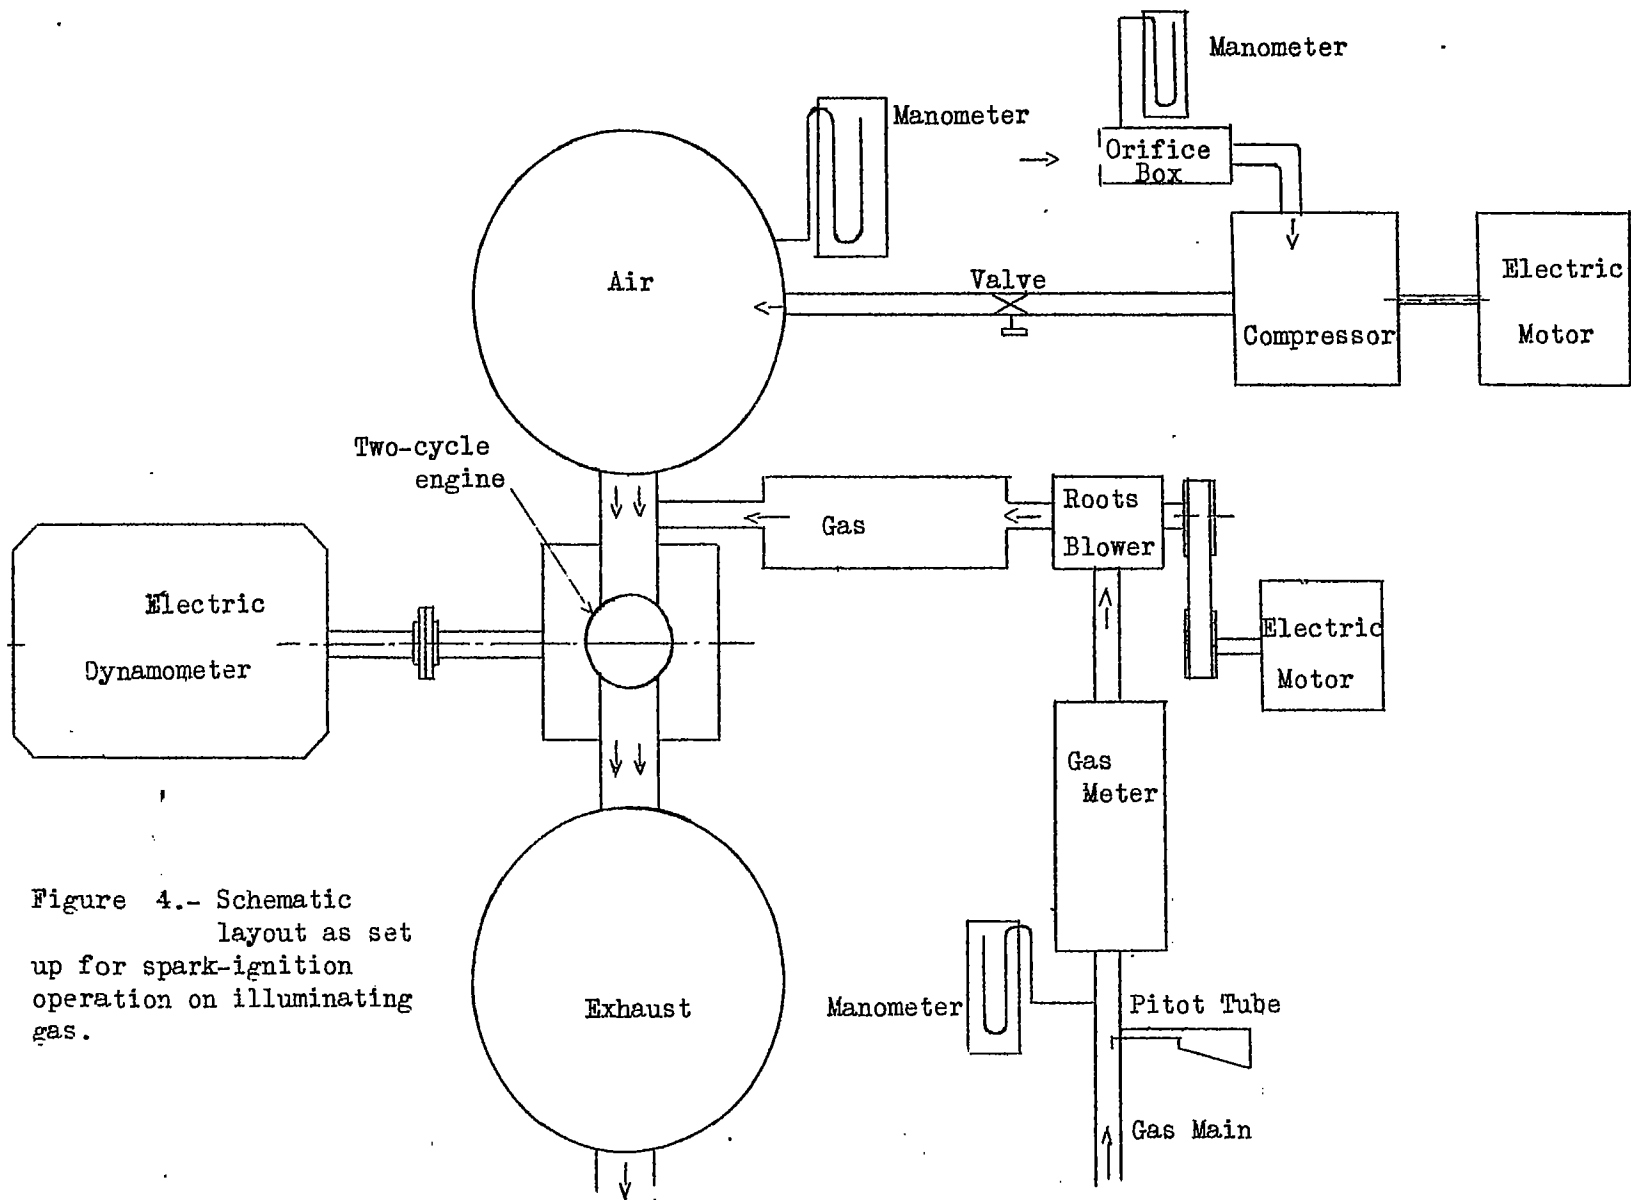 Manometer
Manometer
Orifice
Box
Air
Valve
Compressor
Electric
Motor
Two-cycle
engine
Gas
Roots
Blower
Electric
Dynamometer
Electric
Motor
Gas
Meter
Figure 4.- Schematic
layout as set
up for spark-ignition
operation on illuminating
gas.
Exhaust
Manometer
Pitot Tube
Gas Main